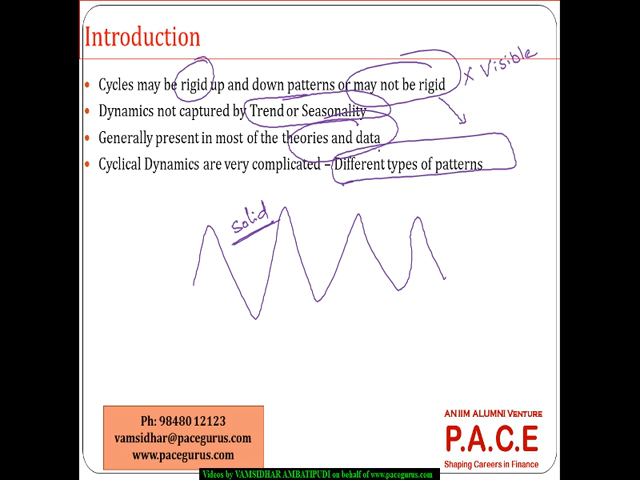 Introduction
Cycles may be rigid up and down patterns or may not be rigid
x Visible
Dynamics not captured by Trend or Seasonality
Generally present in most of the theories and data
Cyclical Dynamics are very complicated – Different types of patterns
Solid
Ph: 98480 12123
vamsidhar@pacegurus.com
www.pacegurus.com
AN IIM ALUMNI VENTURE
P.A.C.E
Shaping Careers in Finance
Videos by VAMSIDHAR AMBATIPUDI on behalf of www.pacegurus.com